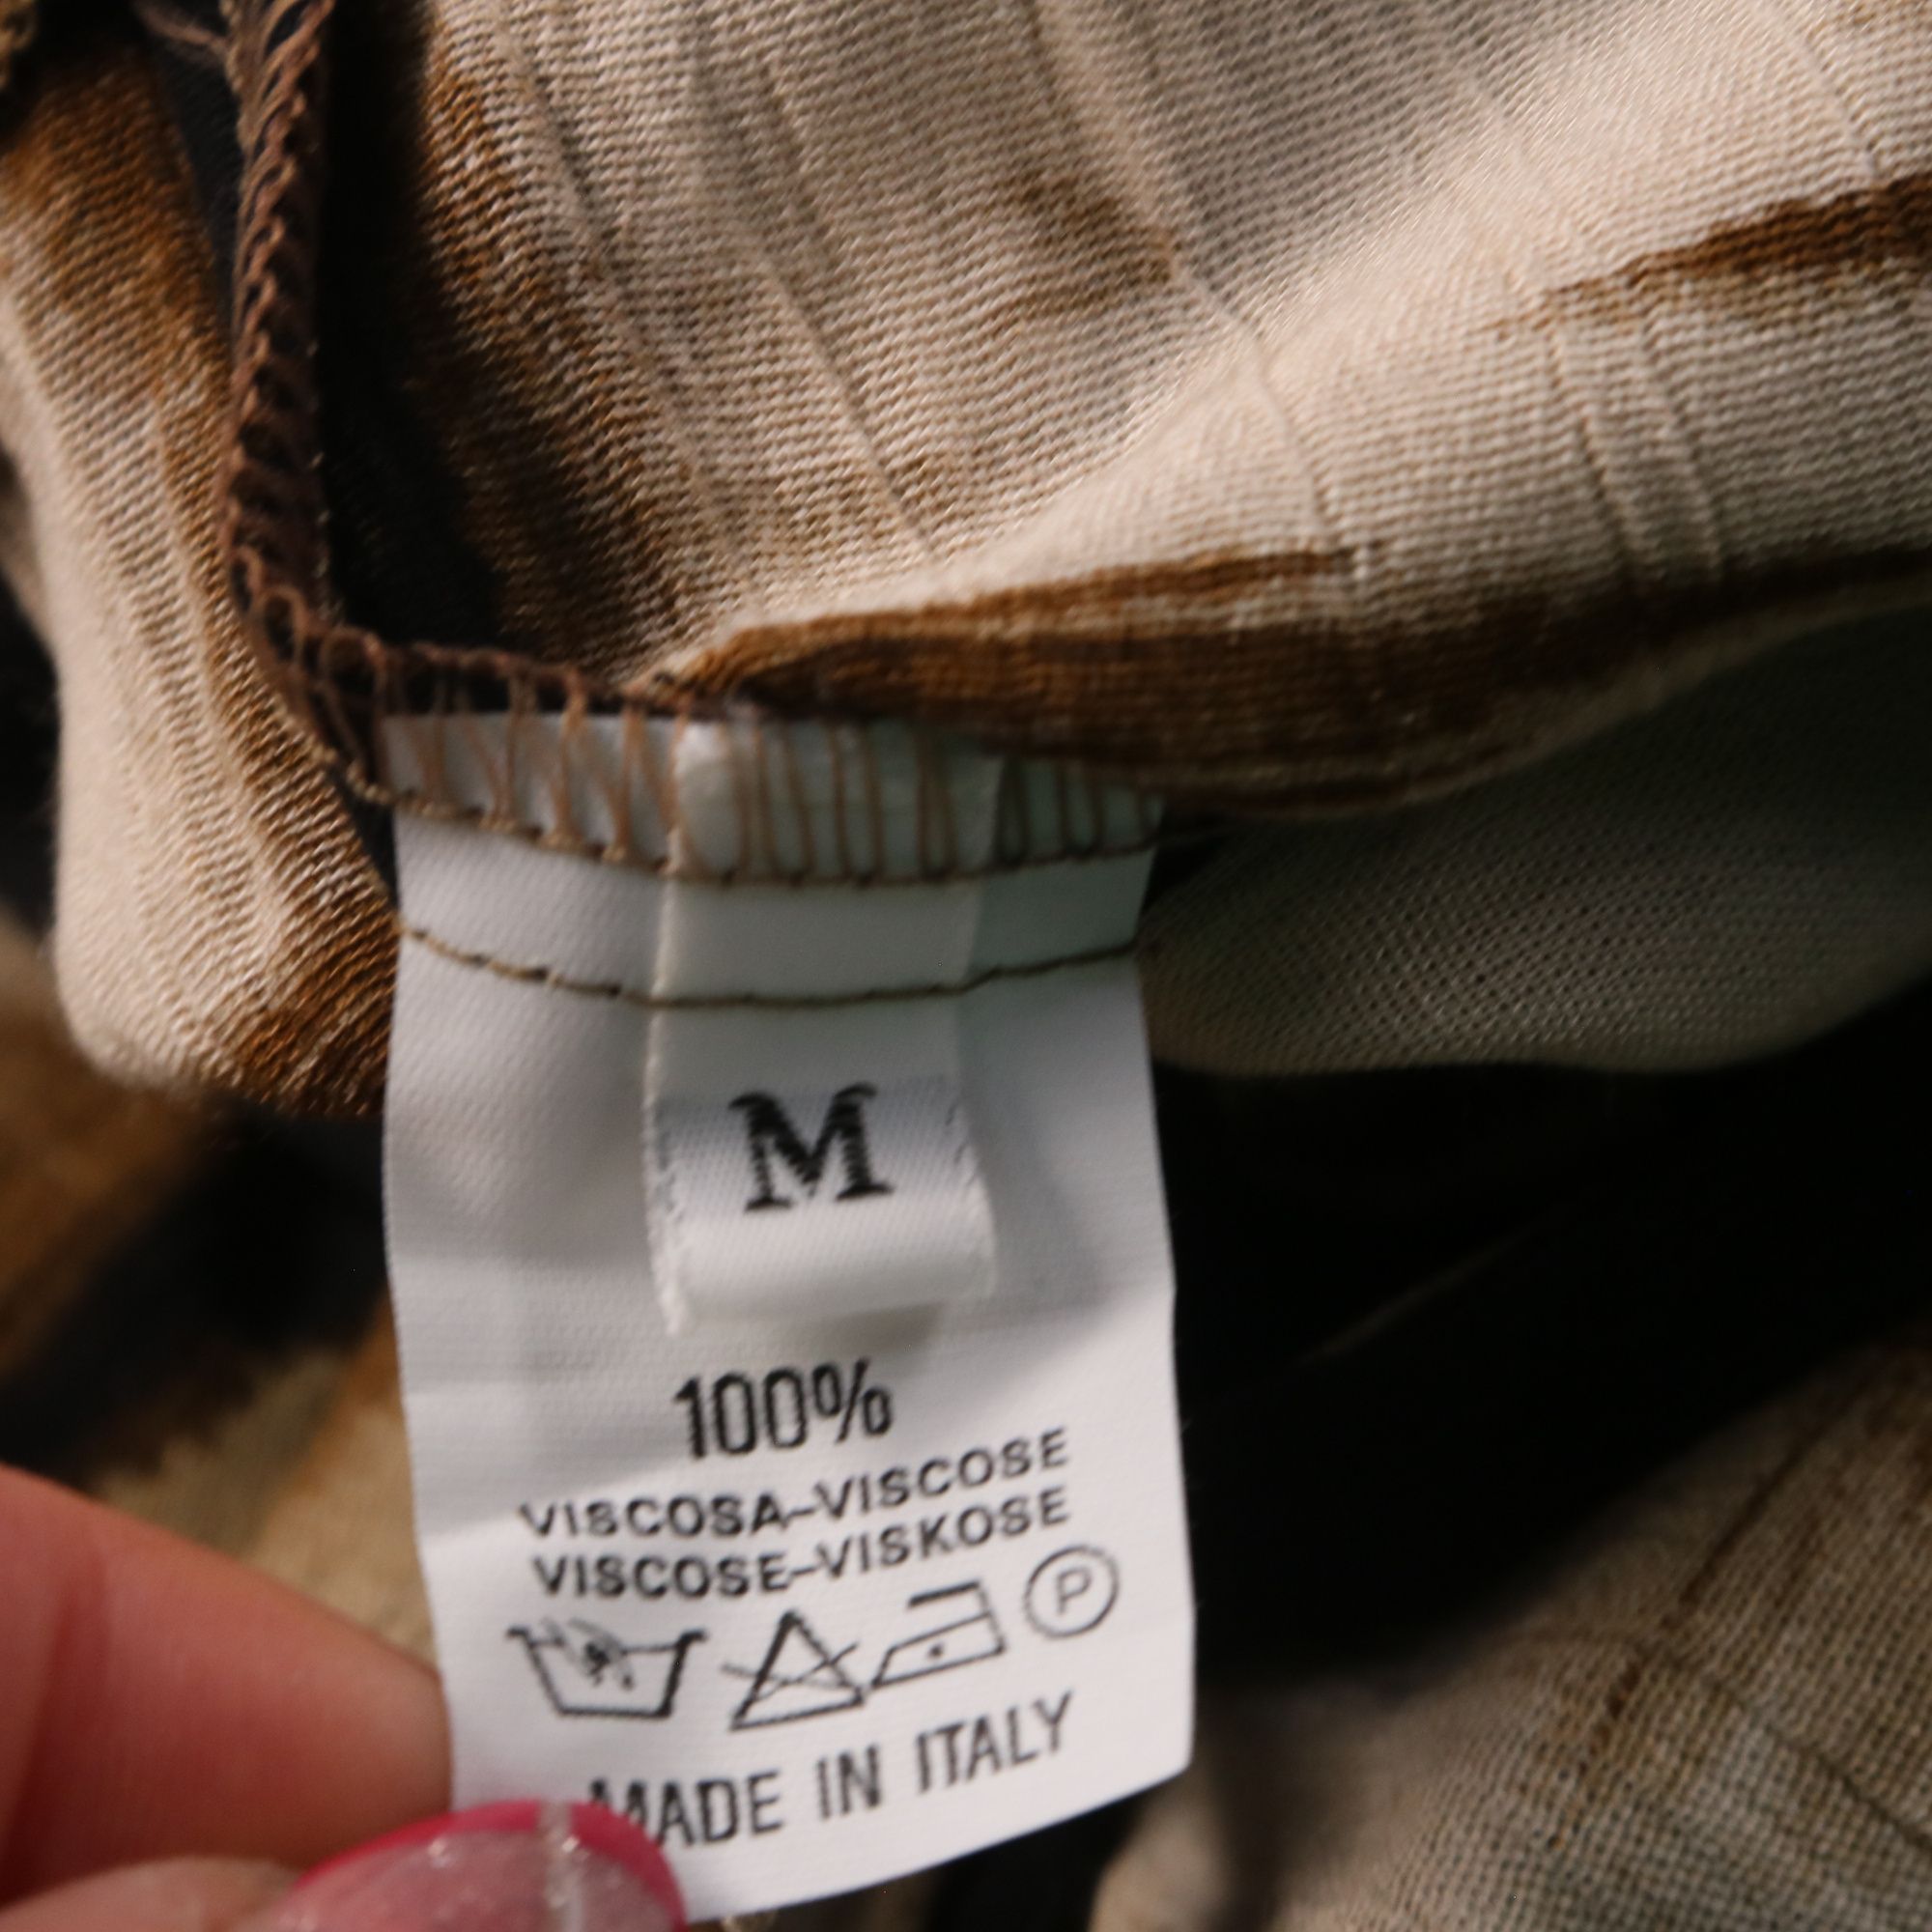 M
100%
VISCOSA–VISCOSE
VISCOSE–VISKOSE
P
MADE IN ITALY